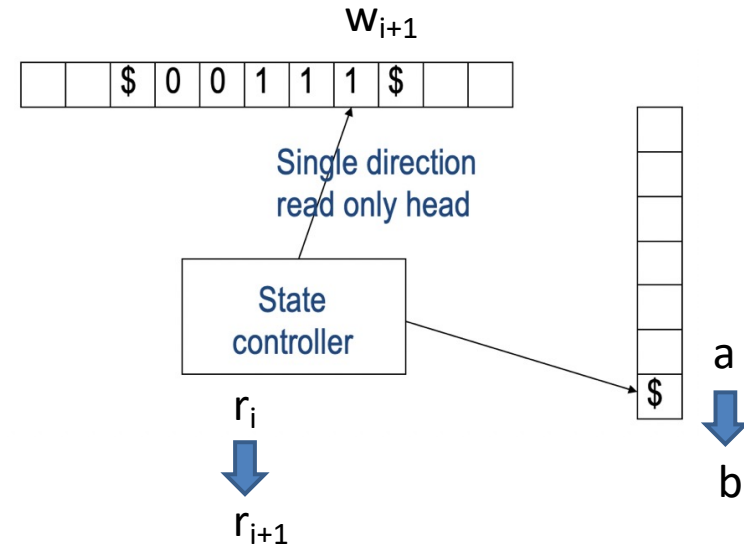 w_{i+1}
$ 0 0 1 1 1 $
Single direction
read only head
State
controller
$
a
b
r_i
r_{i+1}